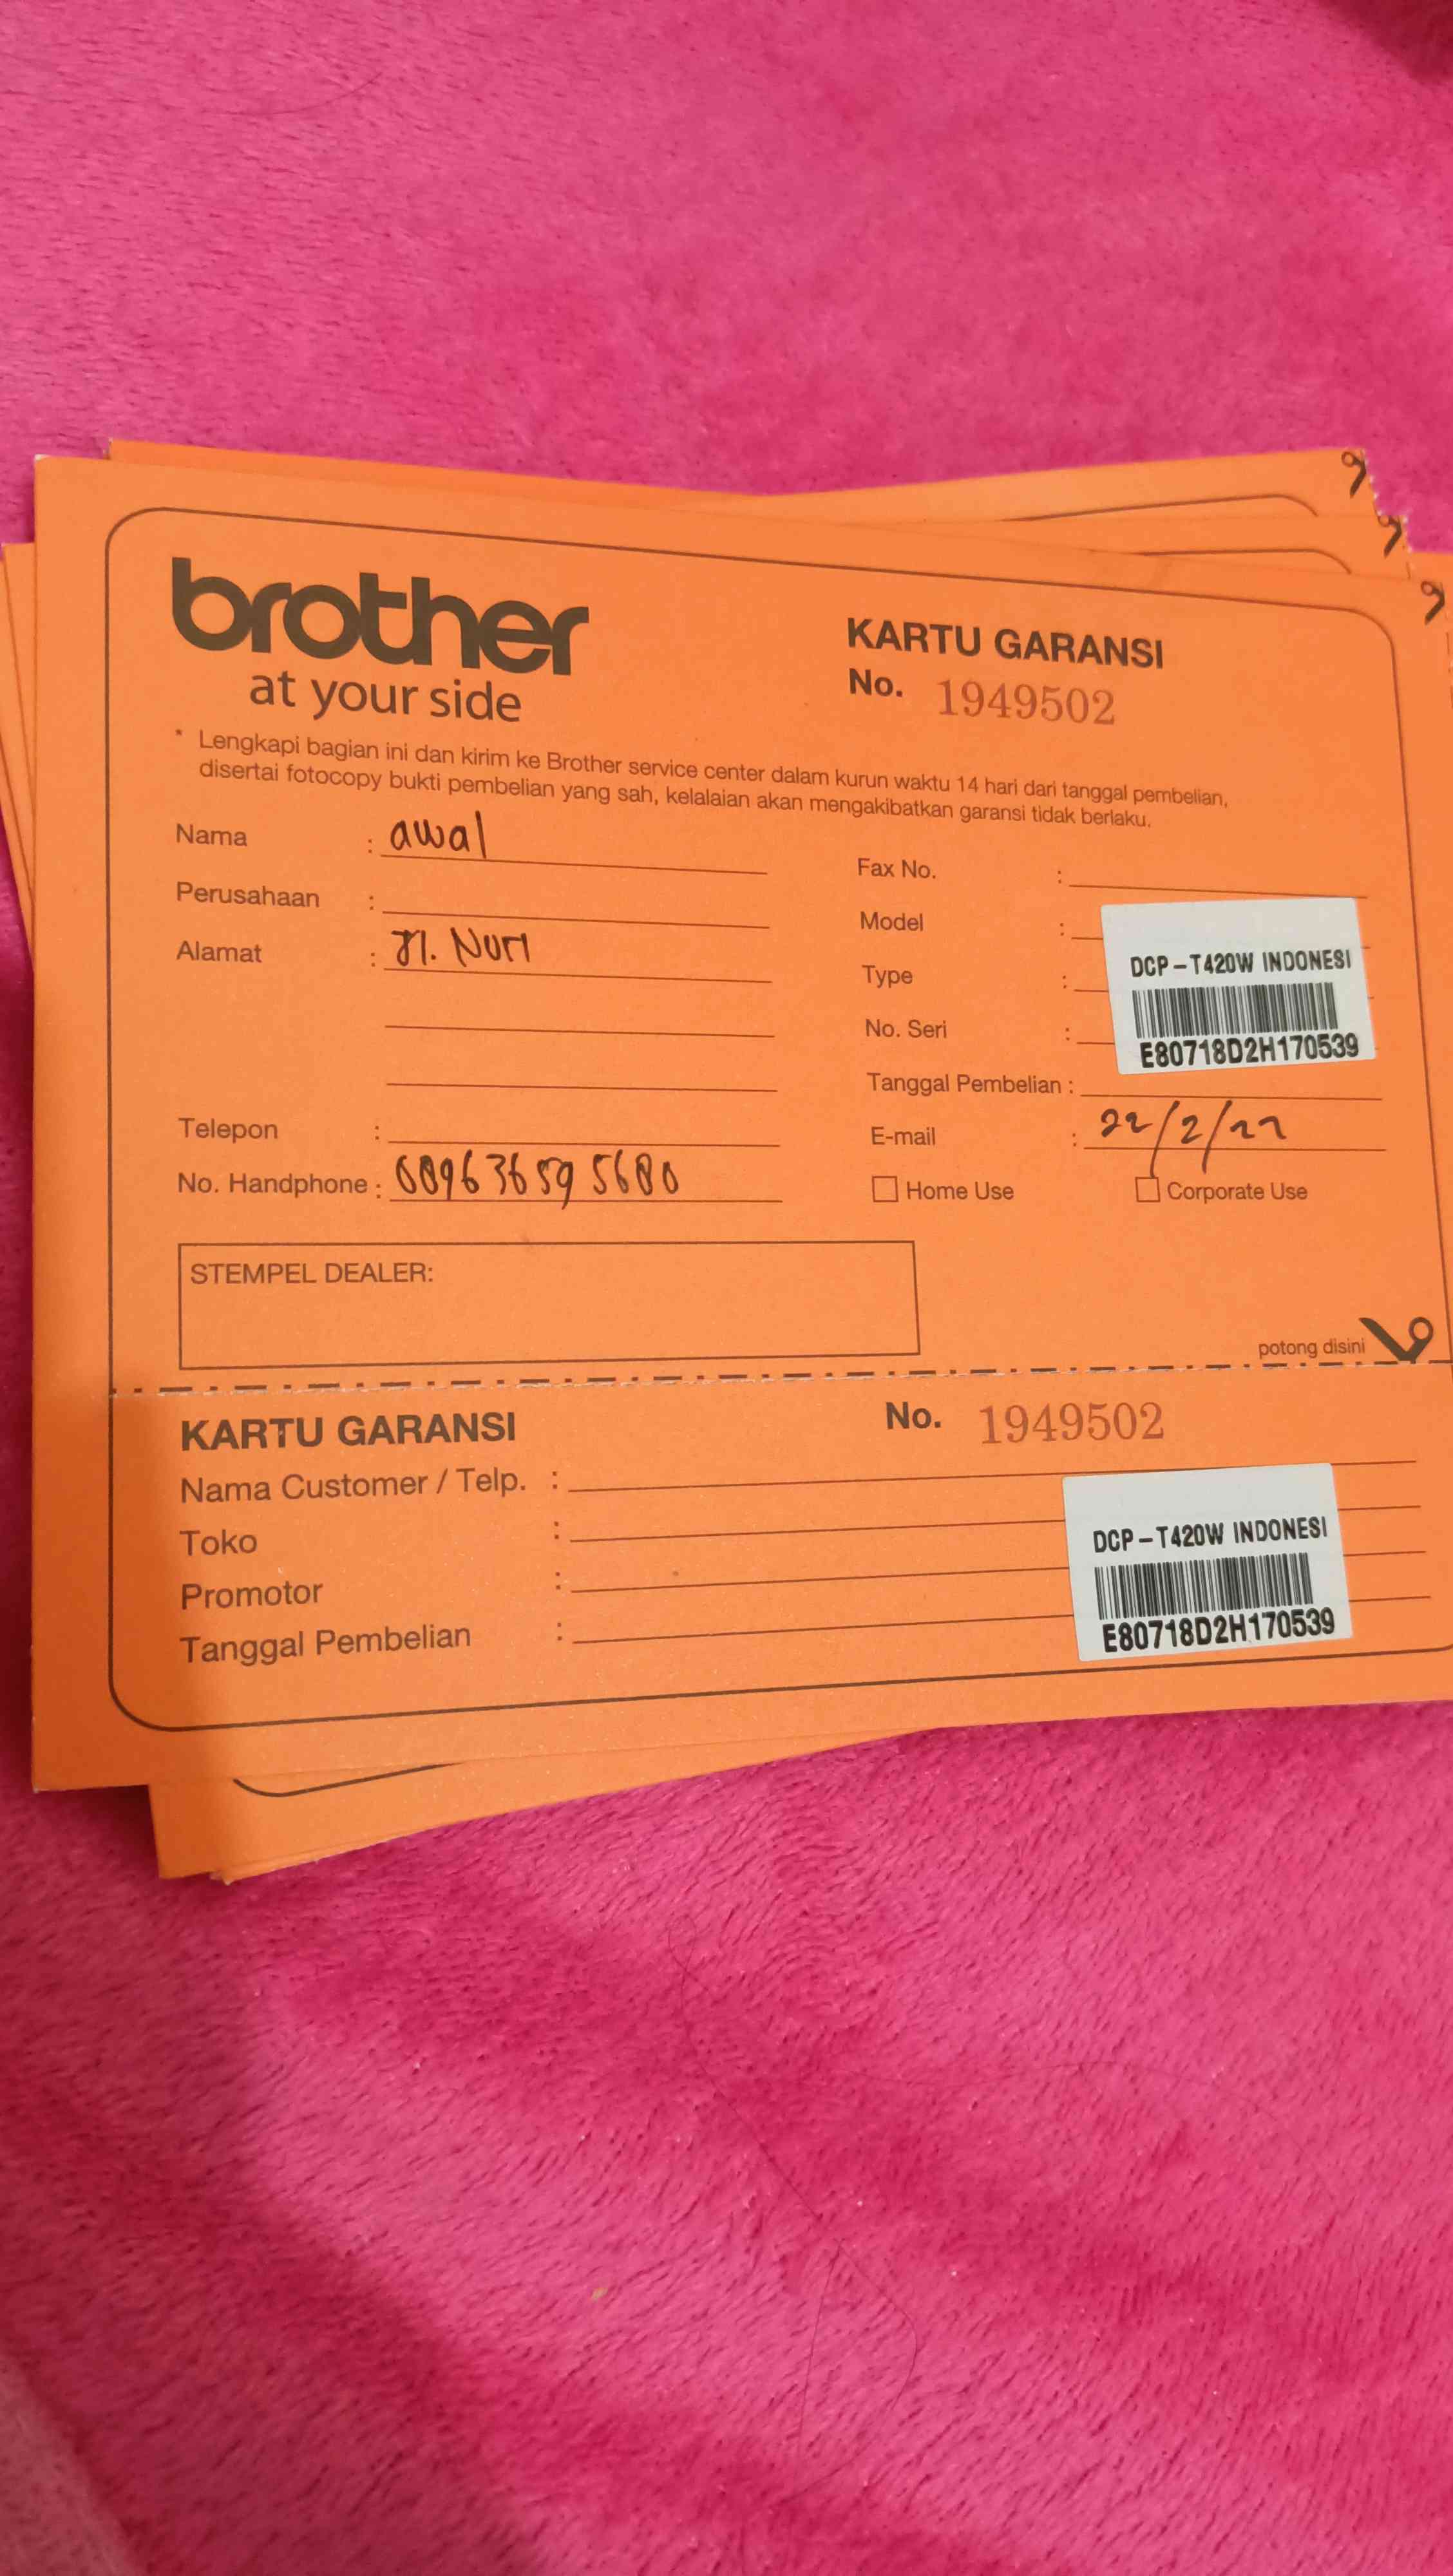 brother
at your side
KARTU GARANSI
No. 1949502
* Lengkapi bagian ini dan kirim ke Brother service center dalam kurun waktu 14 hari dari tanggal pembelian,
disertai fotocopy bukti pembelian yang sah, kelalaian akan mengakibatkan garansi tidak berlaku.
Nama : awal
Perusahaan :
Alamat : Jl. Nuri
Telepon :
No. Handphone : 089636595680
Fax No. :
Model :
Type :
No. Seri :
DCP-T420W INDONESI
E80718D2H170539
Tanggal Pembelian :
E-mail : 22/2/22
Home Use
Corporate Use
STEMPEL DEALER:
potong disini
KARTU GARANSI
No. 1949502
Nama Customer / Telp. :
Toko :
Promotor :
Tanggal Pembelian :
DCP-T420W INDONESI
E80718D2H170539